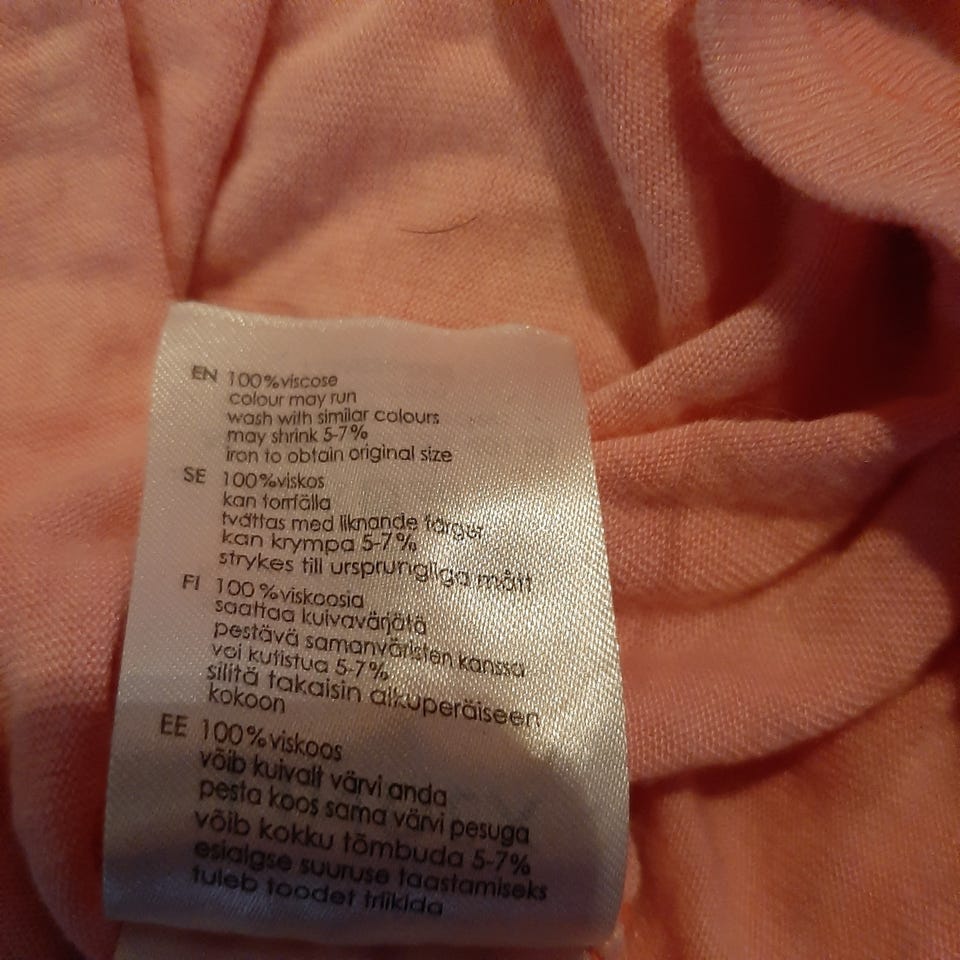 EN 100%viscose
colour may run
wash with similar colours
may shrink 5-7%
iron to obtain original size
SE 100%viskos
kan torrfälla
tvättas med liknande färger
kan krympa 5-7%
strykes till ursprungliga mått
FI 100%viskoosia
saattaa kuivavärjätä
pestävä samanväristen kanssa
voi kutistua 5-7%
silitä takaisin alkuperäiseen
kokoon
EE 100%viskoos
võib kuivalt värvi anda
pesta koos sama värvi pesuga
võib kokku tõmbuda 5-7%
esialgse suuruse taastamiseks
tuleb toodet triikida